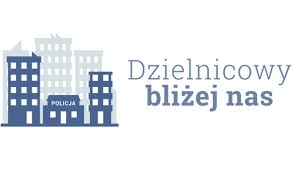 Dzielnicowy
bliżej nas
POLICJA